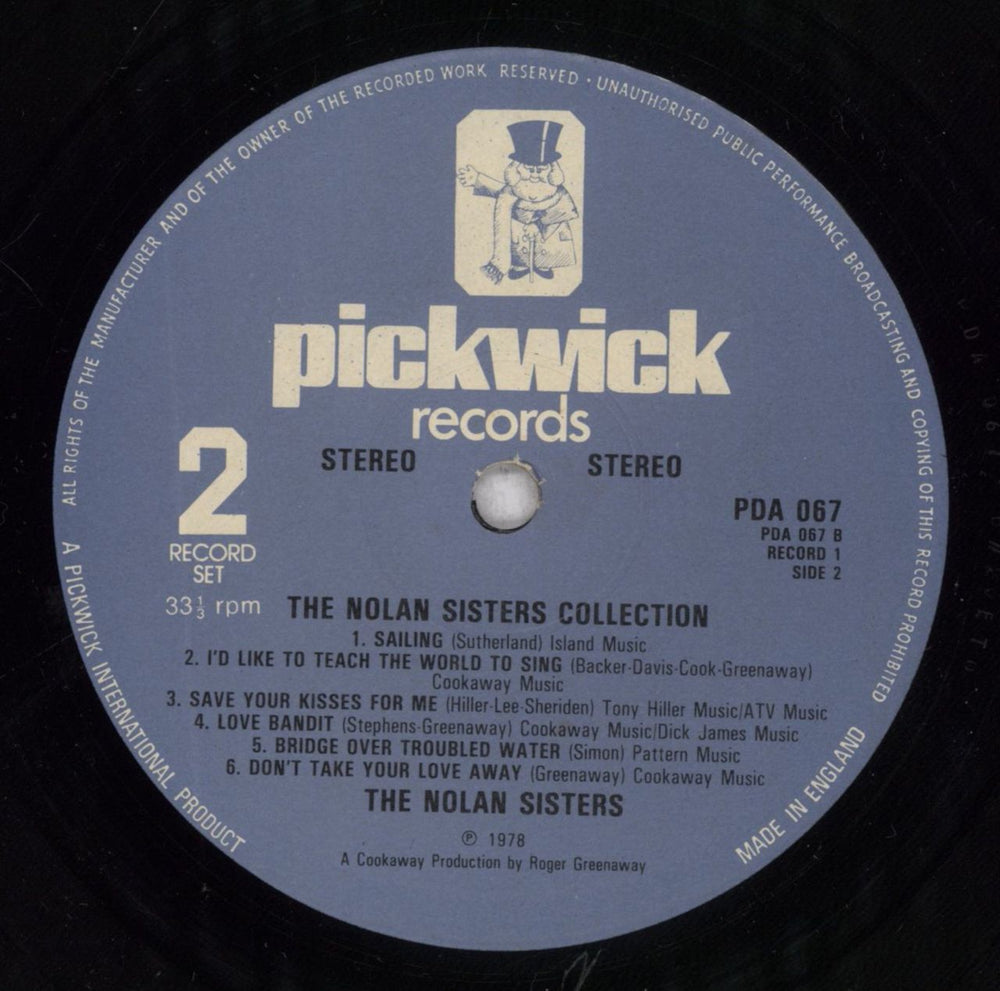 ALL RIGHTS OF THE MANUFACTURER AND OF THE OWNER OF THE RECORDED WORK RESERVED · UNAUTHORISED PUBLIC PERFORMANCE BROADCASTING AND COPYING OF THIS RECORD PROHIBITED
pickwick
records
STEREO STEREO
2
RECORD
SET
33⅓ rpm
PDA 067
PDA 067 B
RECORD 1
SIDE 2
THE NOLAN SISTERS COLLECTION
1. SAILING (Sutherland) Island Music
2. I'D LIKE TO TEACH THE WORLD TO SING (Backer-Davis-Cook-Greenaway)
Cookaway Music
3. SAVE YOUR KISSES FOR ME (Hiller-Lee-Sheriden) Tony Hiller Music/ATV Music
4. LOVE BANDIT (Stephens-Greenaway) Cookaway Music/Dick James Music
5. BRIDGE OVER TROUBLED WATER (Simon) Pattern Music
6. DON'T TAKE YOUR LOVE AWAY (Greenaway) Cookaway Music
THE NOLAN SISTERS
℗ 1978
A Cookaway Production by Roger Greenaway
A PICKWICK INTERNATIONAL PRODUCT
MADE IN ENGLAND